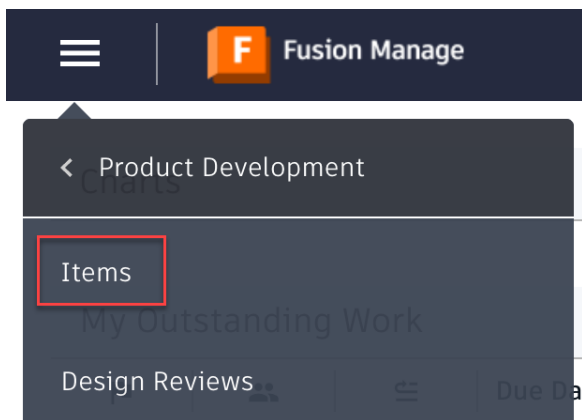 F Fusion Manage
< Product Development
Charts
Items
My Outstanding Work
Design Reviews
Due Da